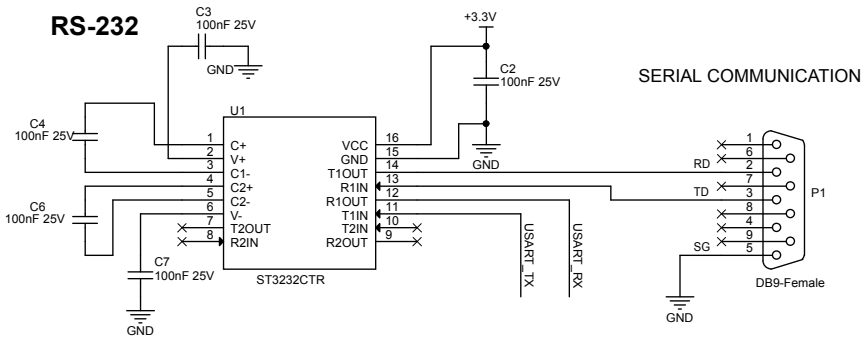 RS-232
C3
100nF 25V
GND
+3.3V
C2
100nF 25V
GND
SERIAL COMMUNICATION
C4
100nF 25V
C6
100nF 25V
C7
100nF 25V
GND
U1
1 C+ VCC 16
2 V+ GND 15
3 C1- T1OUT 14
4 C2+ R1IN 13
5 C2- R1OUT 12
6 V- T1IN 11
7 T2OUT T2IN 10
8 R2IN R2OUT 9
ST3232CTR
USART_TX
USART_RX
1
6
RD 2
7
TD 3
8
4
9
SG 5
P1
DB9-Female
GND